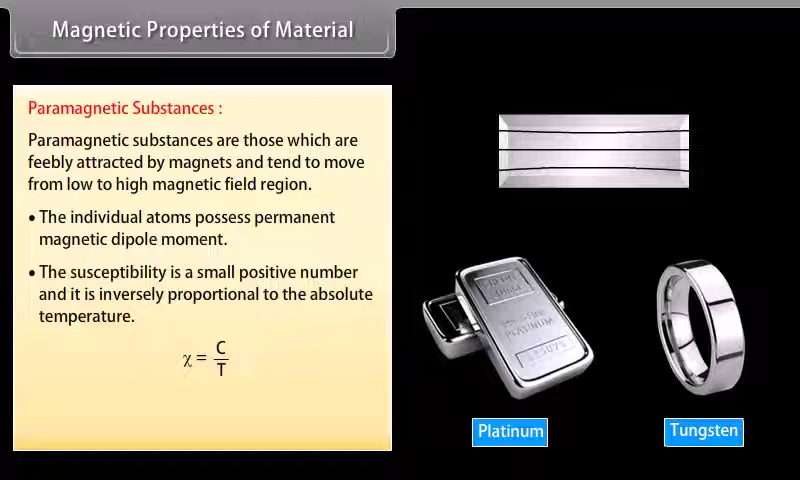 Magnetic Properties of Material
Paramagnetic Substances :
Paramagnetic substances are those which are
feebly attracted by magnets and tend to move
from low to high magnetic field region.
• The individual atoms possess permanent
magnetic dipole moment.
• The susceptibility is a small positive number
and it is inversely proportional to the absolute
temperature.
χ = C
T
PLATINUM
Platinum
Tungsten